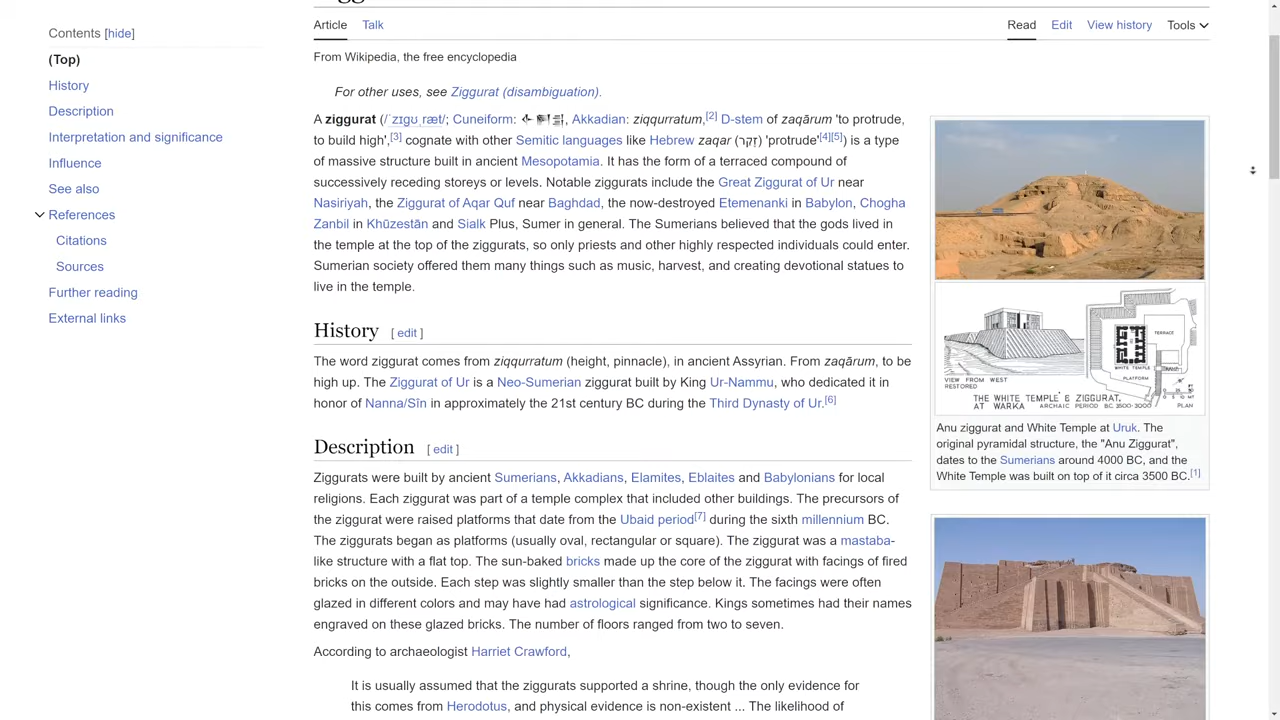 Contents [hide]
(Top)
History
Description
Interpretation and significance
Influence
See also
References
Citations
Sources
Further reading
External links
Article Talk
Read Edit View history Tools
From Wikipedia, the free encyclopedia
For other uses, see Ziggurat (disambiguation).
A ziggurat (/ˈzɪɡʊˌræt/; Cuneiform: Akkadian: ziqqurratum,[2] D-stem of zaqārum 'to protrude,
to build high',[3] cognate with other Semitic languages like Hebrew zaqar (זָקַר) 'protrude'[4][5]) is a type
of massive structure built in ancient Mesopotamia. It has the form of a terraced compound of
successively receding storeys or levels. Notable ziggurats include the Great Ziggurat of Ur near
Nasiriyah, the Ziggurat of Aqar Quf near Baghdad, the now-destroyed Etemenanki in Babylon, Chogha
Zanbil in Khūzestān and Sialk Plus, Sumer in general. The Sumerians believed that the gods lived in
the temple at the top of the ziggurats, so only priests and other highly respected individuals could enter.
Sumerian society offered them many things such as music, harvest, and creating devotional statues to
live in the temple.
History [ edit ]
The word ziggurat comes from ziqqurratum (height, pinnacle), in ancient Assyrian. From zaqārum, to be
high up. The Ziggurat of Ur is a Neo-Sumerian ziggurat built by King Ur-Nammu, who dedicated it in
honor of Nanna/Sîn in approximately the 21st century BC during the Third Dynasty of Ur.[6]
Description [ edit ]
Ziggurats were built by ancient Sumerians, Akkadians, Elamites, Eblaites and Babylonians for local
religions. Each ziggurat was part of a temple complex that included other buildings. The precursors of
the ziggurat were raised platforms that date from the Ubaid period[7] during the sixth millennium BC.
The ziggurats began as platforms (usually oval, rectangular or square). The ziggurat was a mastaba-
like structure with a flat top. The sun-baked bricks made up the core of the ziggurat with facings of fired
bricks on the outside. Each step was slightly smaller than the step below it. The facings were often
glazed in different colors and may have had astrological significance. Kings sometimes had their names
engraved on these glazed bricks. The number of floors ranged from two to seven.
According to archaeologist Harriet Crawford,
It is usually assumed that the ziggurats supported a shrine, though the only evidence for
this comes from Herodotus, and physical evidence is non-existent ... The likelihood of
TERRACE
WHITE TEMPLE
PLATFORM
VIEW FROM WEST
RESTORED
THE WHITE TEMPLE & ZIGGURAT,
AT WARKA ARCHAIC PERIOD B.C. 3500-3000 PLAN
Anu ziggurat and White Temple at Uruk. The
original pyramidal structure, the "Anu Ziggurat",
dates to the Sumerians around 4000 BC, and the
White Temple was built on top of it circa 3500 BC.[1]